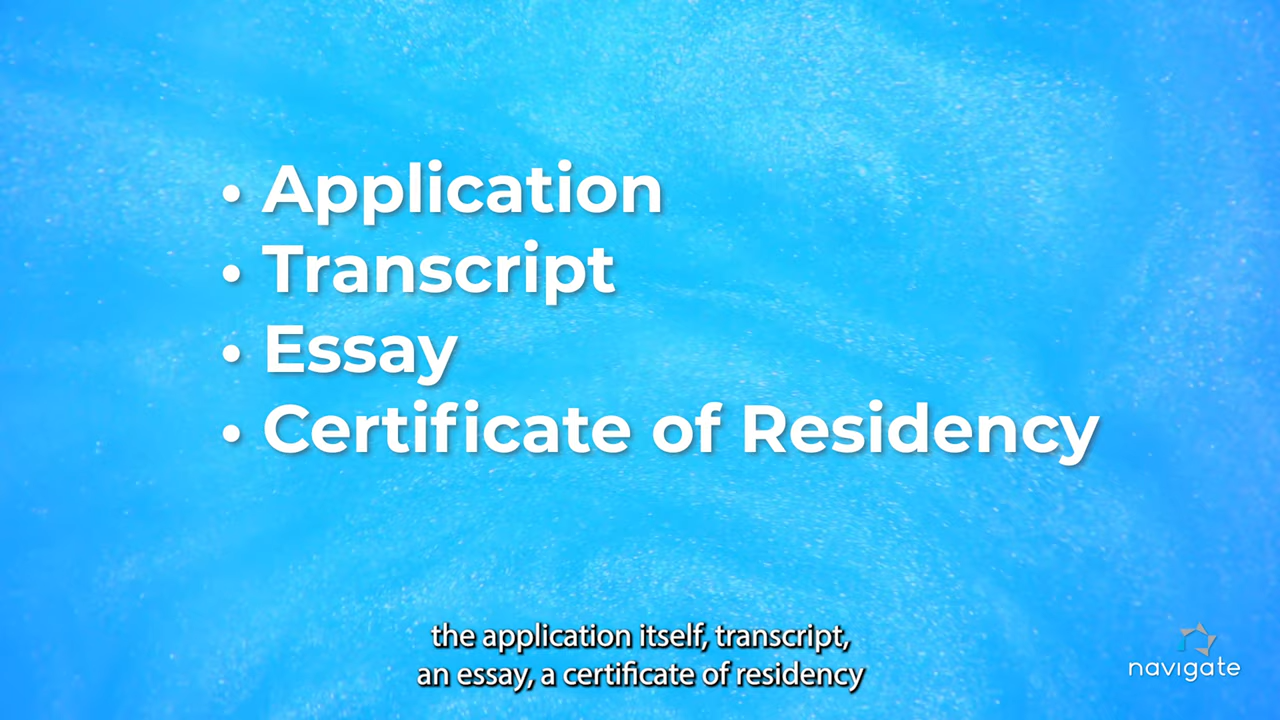 • Application
• Transcript
• Essay
• Certificate of Residency
the application itself, transcript,
an essay, a certificate of residency
navigate